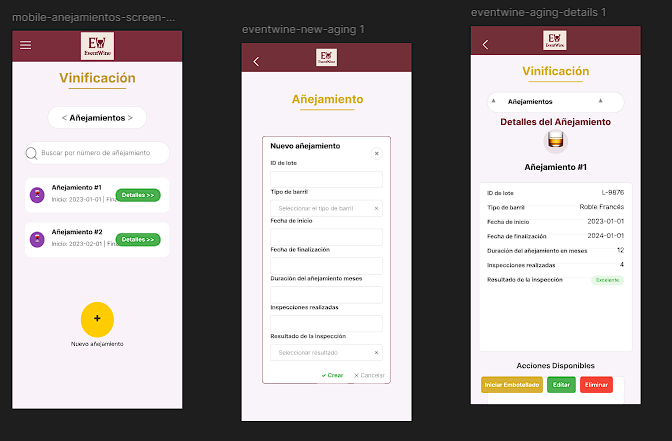 mobile-anejamientos-screen-...
EW
EventWine
Vinificación
< Añejamientos >
Buscar por número de añejamiento
Añejamiento #1
Inicio: 2023-01-01 | Fina
Detalles >>
Añejamiento #2
Inicio: 2023-02-01 | Fi
Detalles >>
+
Nuevo añejamiento
eventwine-new-aging 1
EW
EventWine
Añejamiento
Nuevo añejamiento
×
ID de lote
Tipo de barril
Seleccionar el tipo de barril ×
Fecha de inicio
Fecha de finalización
Duración del añejamiento meses
Inspecciones realizadas
Resultado de la inspección
Seleccionar resultado ×
✓ Crear × Cancelar
eventwine-aging-details 1
EW
EventWine
Vinificación
Añejamientos
Detalles del Añejamiento
Añejamiento #1
ID de lote L-9876
Tipo de barril Roble Francés
Fecha de inicio 2023-01-01
Fecha de finalización 2024-01-01
Duración del añejamiento en meses 12
Inspecciones realizadas 4
Resultado de la inspección Excelente
Acciones Disponibles
Iniciar Embotellado Editar Eliminar